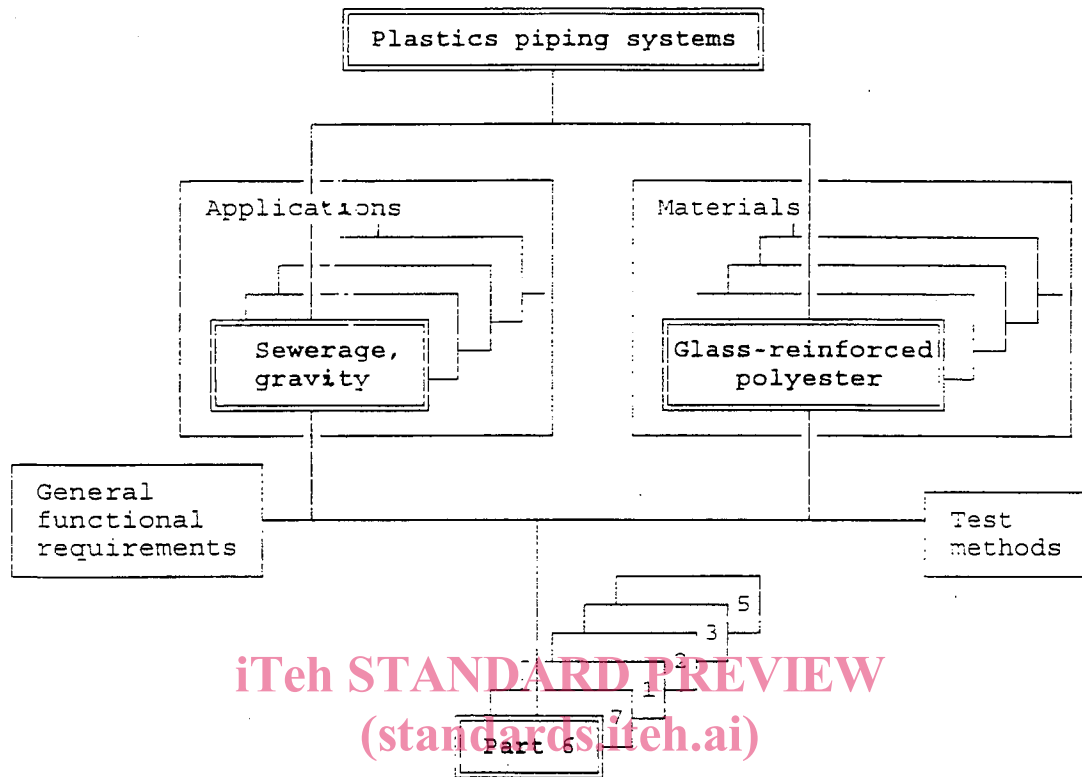 Plastics piping systems
Applications
Materials
Sewerage,
gravity
Glass-reinforced
polyester
General
functional
requirements
Test
methods
5
3
2
1
7
Part 6
iTeh STANDARD PREVIEW
(standards.iteh.ai)